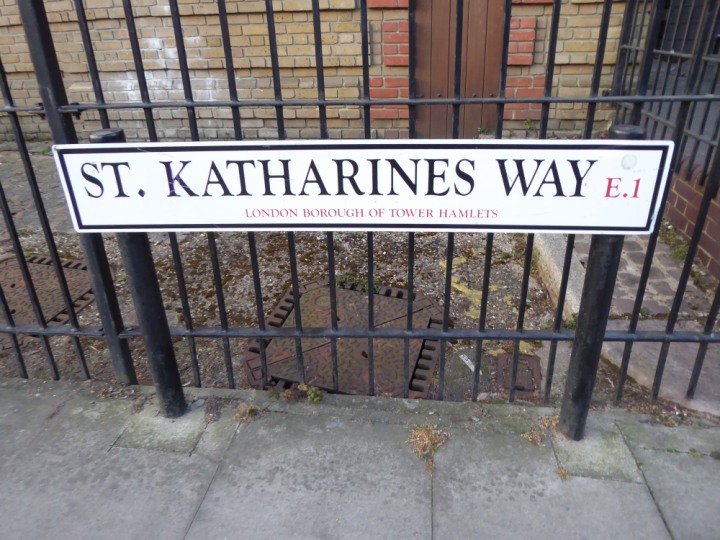 ST. KATHARINES WAY E.1
LONDON BOROUGH OF TOWER HAMLETS